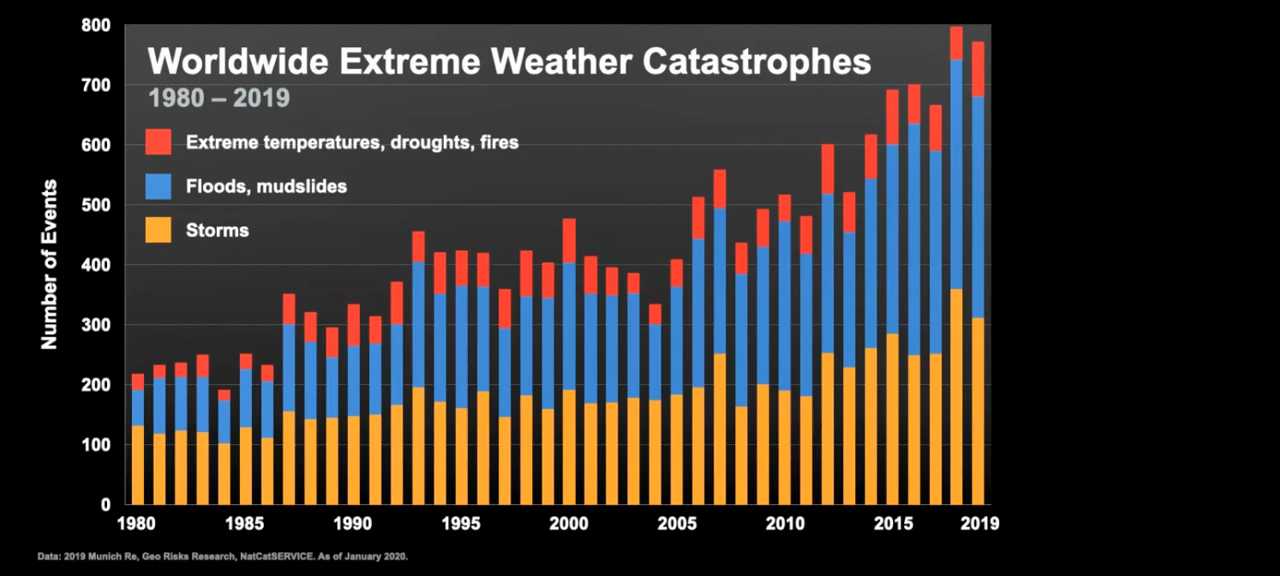 800
Worldwide Extreme Weather Catastrophes
700
1980 – 2019
Extreme temperatures, droughts, fires
600
Floods, mudslides
500
Storms
400
300
200
100
0
Number of Events
1980 1985 1990 1995 2000 2005 2010 2015 2019
Data: 2019 Munich Re, Geo Risks Research, NatCatSERVICE. As of January 2020.